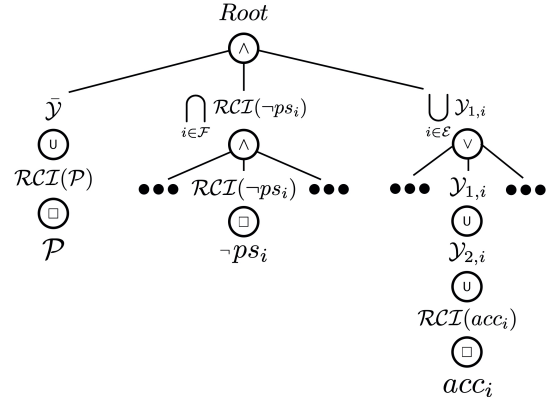 Root
∧
𝒴̄ ⋂_{i∈ℱ} ℛ𝒞ℐ(¬ps_i) ⋃_{i∈ℰ} 𝒴_{1,i}
∪ ∧ ∨
ℛ𝒞ℐ(𝒫) ••• ℛ𝒞ℐ(¬ps_i) ••• ••• 𝒴_{1,i} •••
□ □ ∪
𝒫 ¬ps_i 𝒴_{2,i}
∪
ℛ𝒞ℐ(acc_i)
□
acc_i